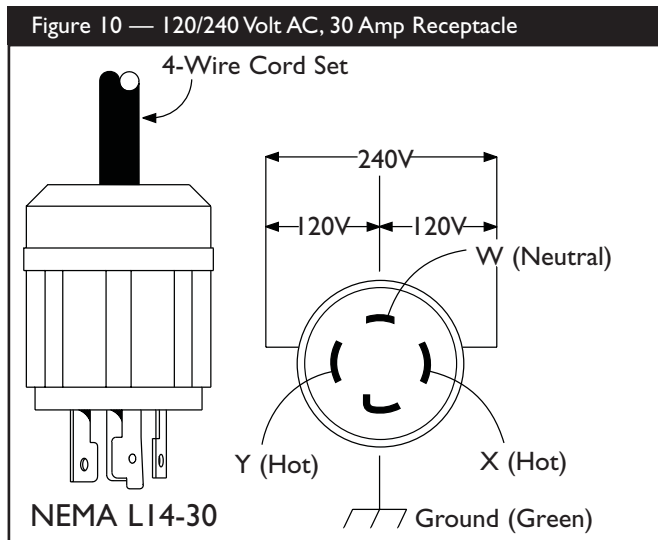 Figure 10 — 120/240 Volt AC, 30 Amp Receptacle
4-Wire Cord Set
240V
120V
120V
W (Neutral)
Y (Hot)
X (Hot)
NEMA L14-30
Ground (Green)